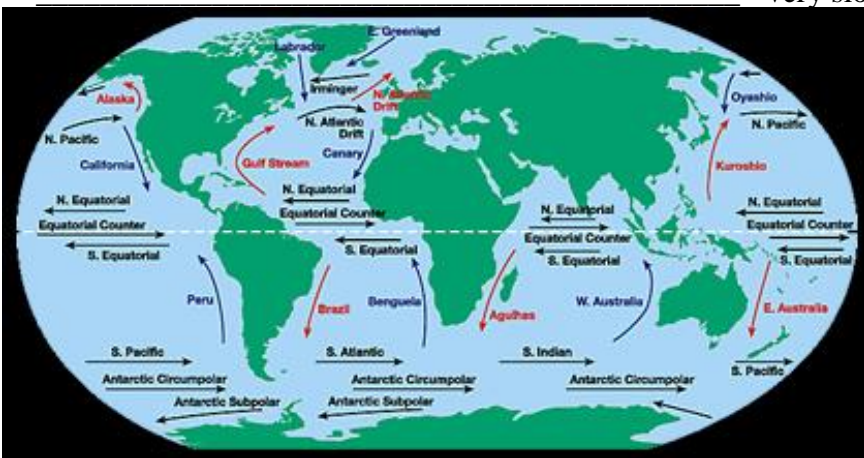 very slo
E. Greenland
Labrador
Irminger
N. Atlantic
Drift
Alaska
Oyashio
N. Pacific
N. Atlantic
Drift
N. Pacific
California
Canary
Gulf Stream
Kuroshio
N. Equatorial
N. Equatorial
N. Equatorial
N. Equatorial
Equatorial Counter
Equatorial Counter
Equatorial Counter
Equatorial Counter
S. Equatorial
S. Equatorial
S. Equatorial
S. Equatorial
Peru
Brazil
Benguela
Agulhas
W. Australia
E. Australia
S. Pacific
S. Atlantic
S. Indian
S. Pacific
Antarctic Circumpolar
Antarctic Circumpolar
Antarctic Circumpolar
Antarctic Subpolar
Antarctic Subpolar